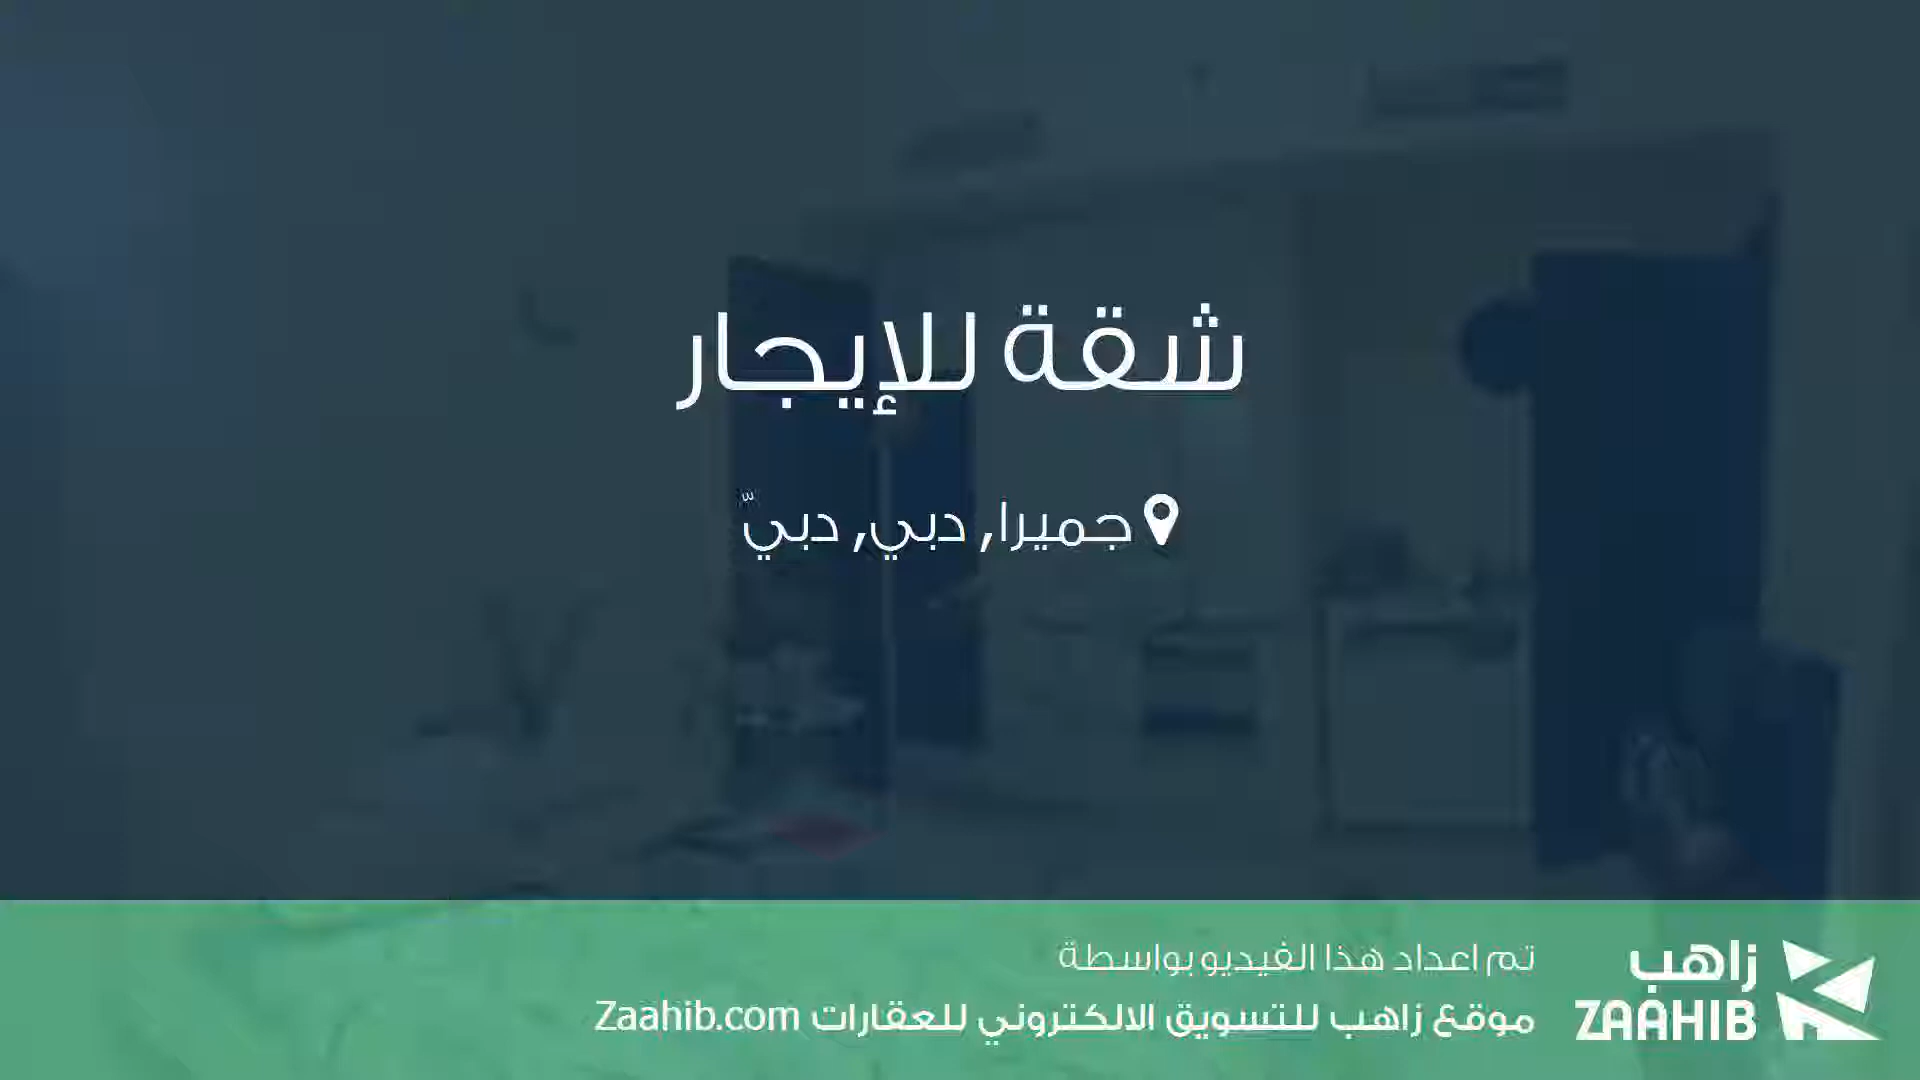 شقة للإيجار
جميرا, دبي, دبيّ
تم اعداد هذا الفيديو بواسطة
موقع زاهب للتسويق الالكتروني للعقارات Zaahib.com
زاهب
ZAAHIB